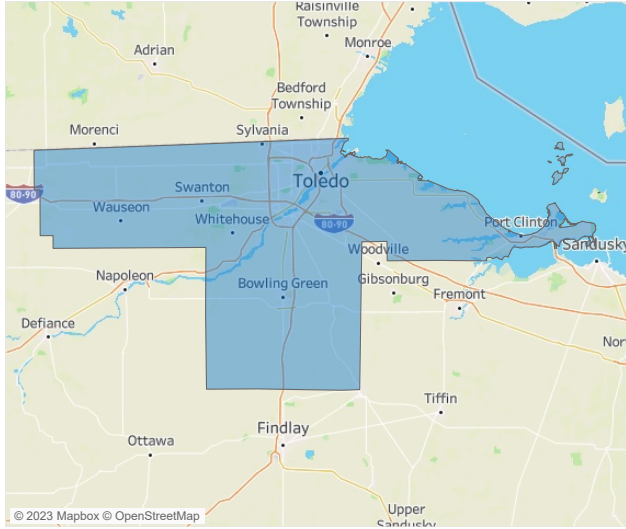 Raisinville
Township
Adrian
Monroe
Bedford
Township
Morenci
Sylvania
Toledo
80-90
Swanton
Wauseon
Whitehouse
80-90
Port Clinton
Woodville
Sandusky
Napoleon
Bowling Green
Gibsonburg
Fremont
Defiance
Nor
Tiffin
Findlay
Ottawa
Upper
Sandusky
© 2023 Mapbox © OpenStreetMap